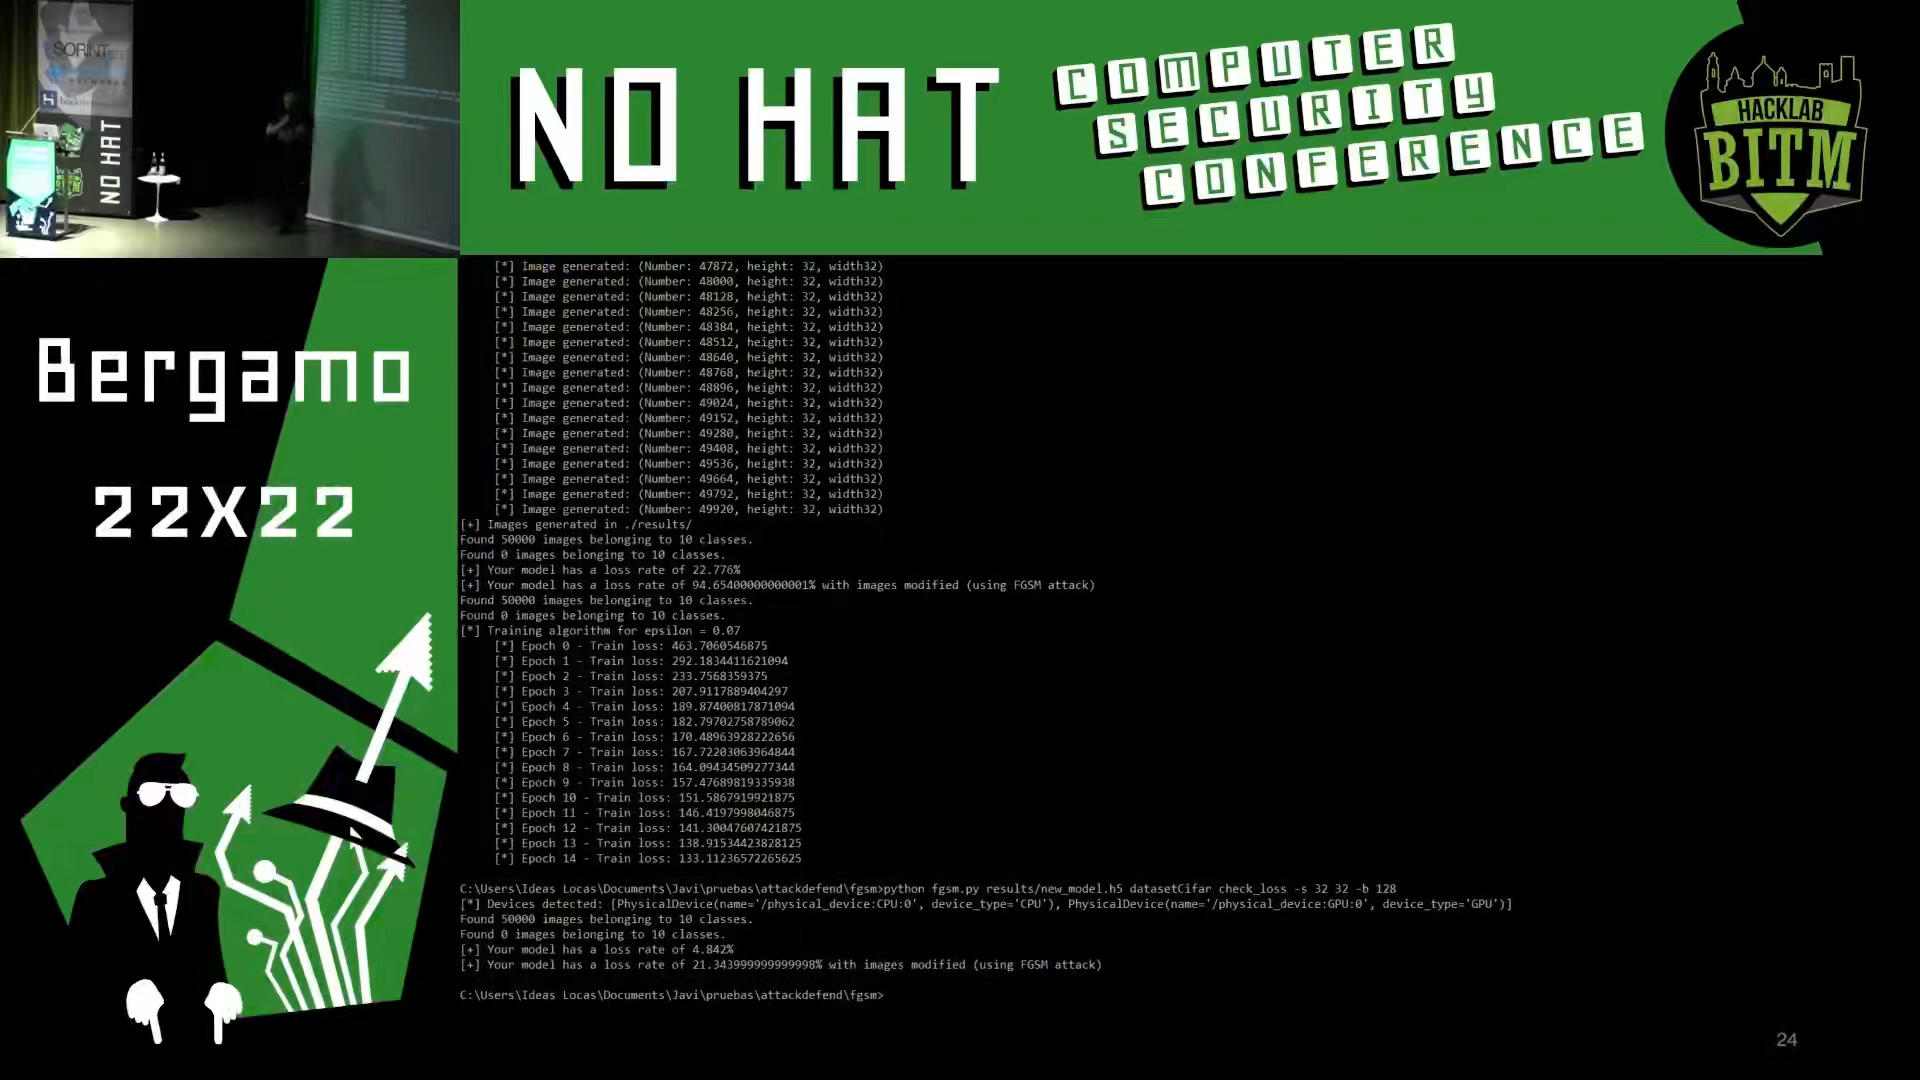 SORINT
NO HAT
NO HAT
COMPUTER
SECURITY
CONFERENCE
HACKLAB
BITM
Bergamo
22X22
[*] Image generated: (Number: 47872, height: 32, width32)
[*] Image generated: (Number: 48000, height: 32, width32)
[*] Image generated: (Number: 48128, height: 32, width32)
[*] Image generated: (Number: 48256, height: 32, width32)
[*] Image generated: (Number: 48384, height: 32, width32)
[*] Image generated: (Number: 48512, height: 32, width32)
[*] Image generated: (Number: 48640, height: 32, width32)
[*] Image generated: (Number: 48768, height: 32, width32)
[*] Image generated: (Number: 48896, height: 32, width32)
[*] Image generated: (Number: 49024, height: 32, width32)
[*] Image generated: (Number: 49152, height: 32, width32)
[*] Image generated: (Number: 49280, height: 32, width32)
[*] Image generated: (Number: 49408, height: 32, width32)
[*] Image generated: (Number: 49536, height: 32, width32)
[*] Image generated: (Number: 49664, height: 32, width32)
[*] Image generated: (Number: 49792, height: 32, width32)
[*] Image generated: (Number: 49920, height: 32, width32)
[+] Images generated in ./results/
Found 50000 images belonging to 10 classes.
Found 0 images belonging to 10 classes.
[+] Your model has a loss rate of 22.776%
[+] Your model has a loss rate of 94.65400000000001% with images modified (using FGSM attack)
Found 50000 images belonging to 10 classes.
Found 0 images belonging to 10 classes.
[*] Training algorithm for epsilon = 0.07
[*] Epoch 0 - Train loss: 463.7060546875
[*] Epoch 1 - Train loss: 292.1834411621094
[*] Epoch 2 - Train loss: 233.7568359375
[*] Epoch 3 - Train loss: 207.9117889404297
[*] Epoch 4 - Train loss: 189.87400817871094
[*] Epoch 5 - Train loss: 182.79702758789062
[*] Epoch 6 - Train loss: 170.48963928222656
[*] Epoch 7 - Train loss: 167.72203063964844
[*] Epoch 8 - Train loss: 164.09434509277344
[*] Epoch 9 - Train loss: 157.47689819335938
[*] Epoch 10 - Train loss: 151.5867919921875
[*] Epoch 11 - Train loss: 146.4197998046875
[*] Epoch 12 - Train loss: 141.30047607421875
[*] Epoch 13 - Train loss: 138.91534423828125
[*] Epoch 14 - Train loss: 133.11236572265625
C:\Users\Ideas Locas\Documents\Javi\pruebas\attackdefend\fgsm>python fgsm.py results/new_model.h5 datasetCifar check_loss -s 32 32 -b 128
[*] Devices detected: [PhysicalDevice(name='/physical_device:CPU:0', device_type='CPU'), PhysicalDevice(name='/physical_device:GPU:0', device_type='GPU')]
Found 50000 images belonging to 10 classes.
Found 0 images belonging to 10 classes.
[+] Your model has a loss rate of 4.842%
[+] Your model has a loss rate of 21.343999999999998% with images modified (using FGSM attack)
C:\Users\Ideas Locas\Documents\Javi\pruebas\attackdefend\fgsm>
24